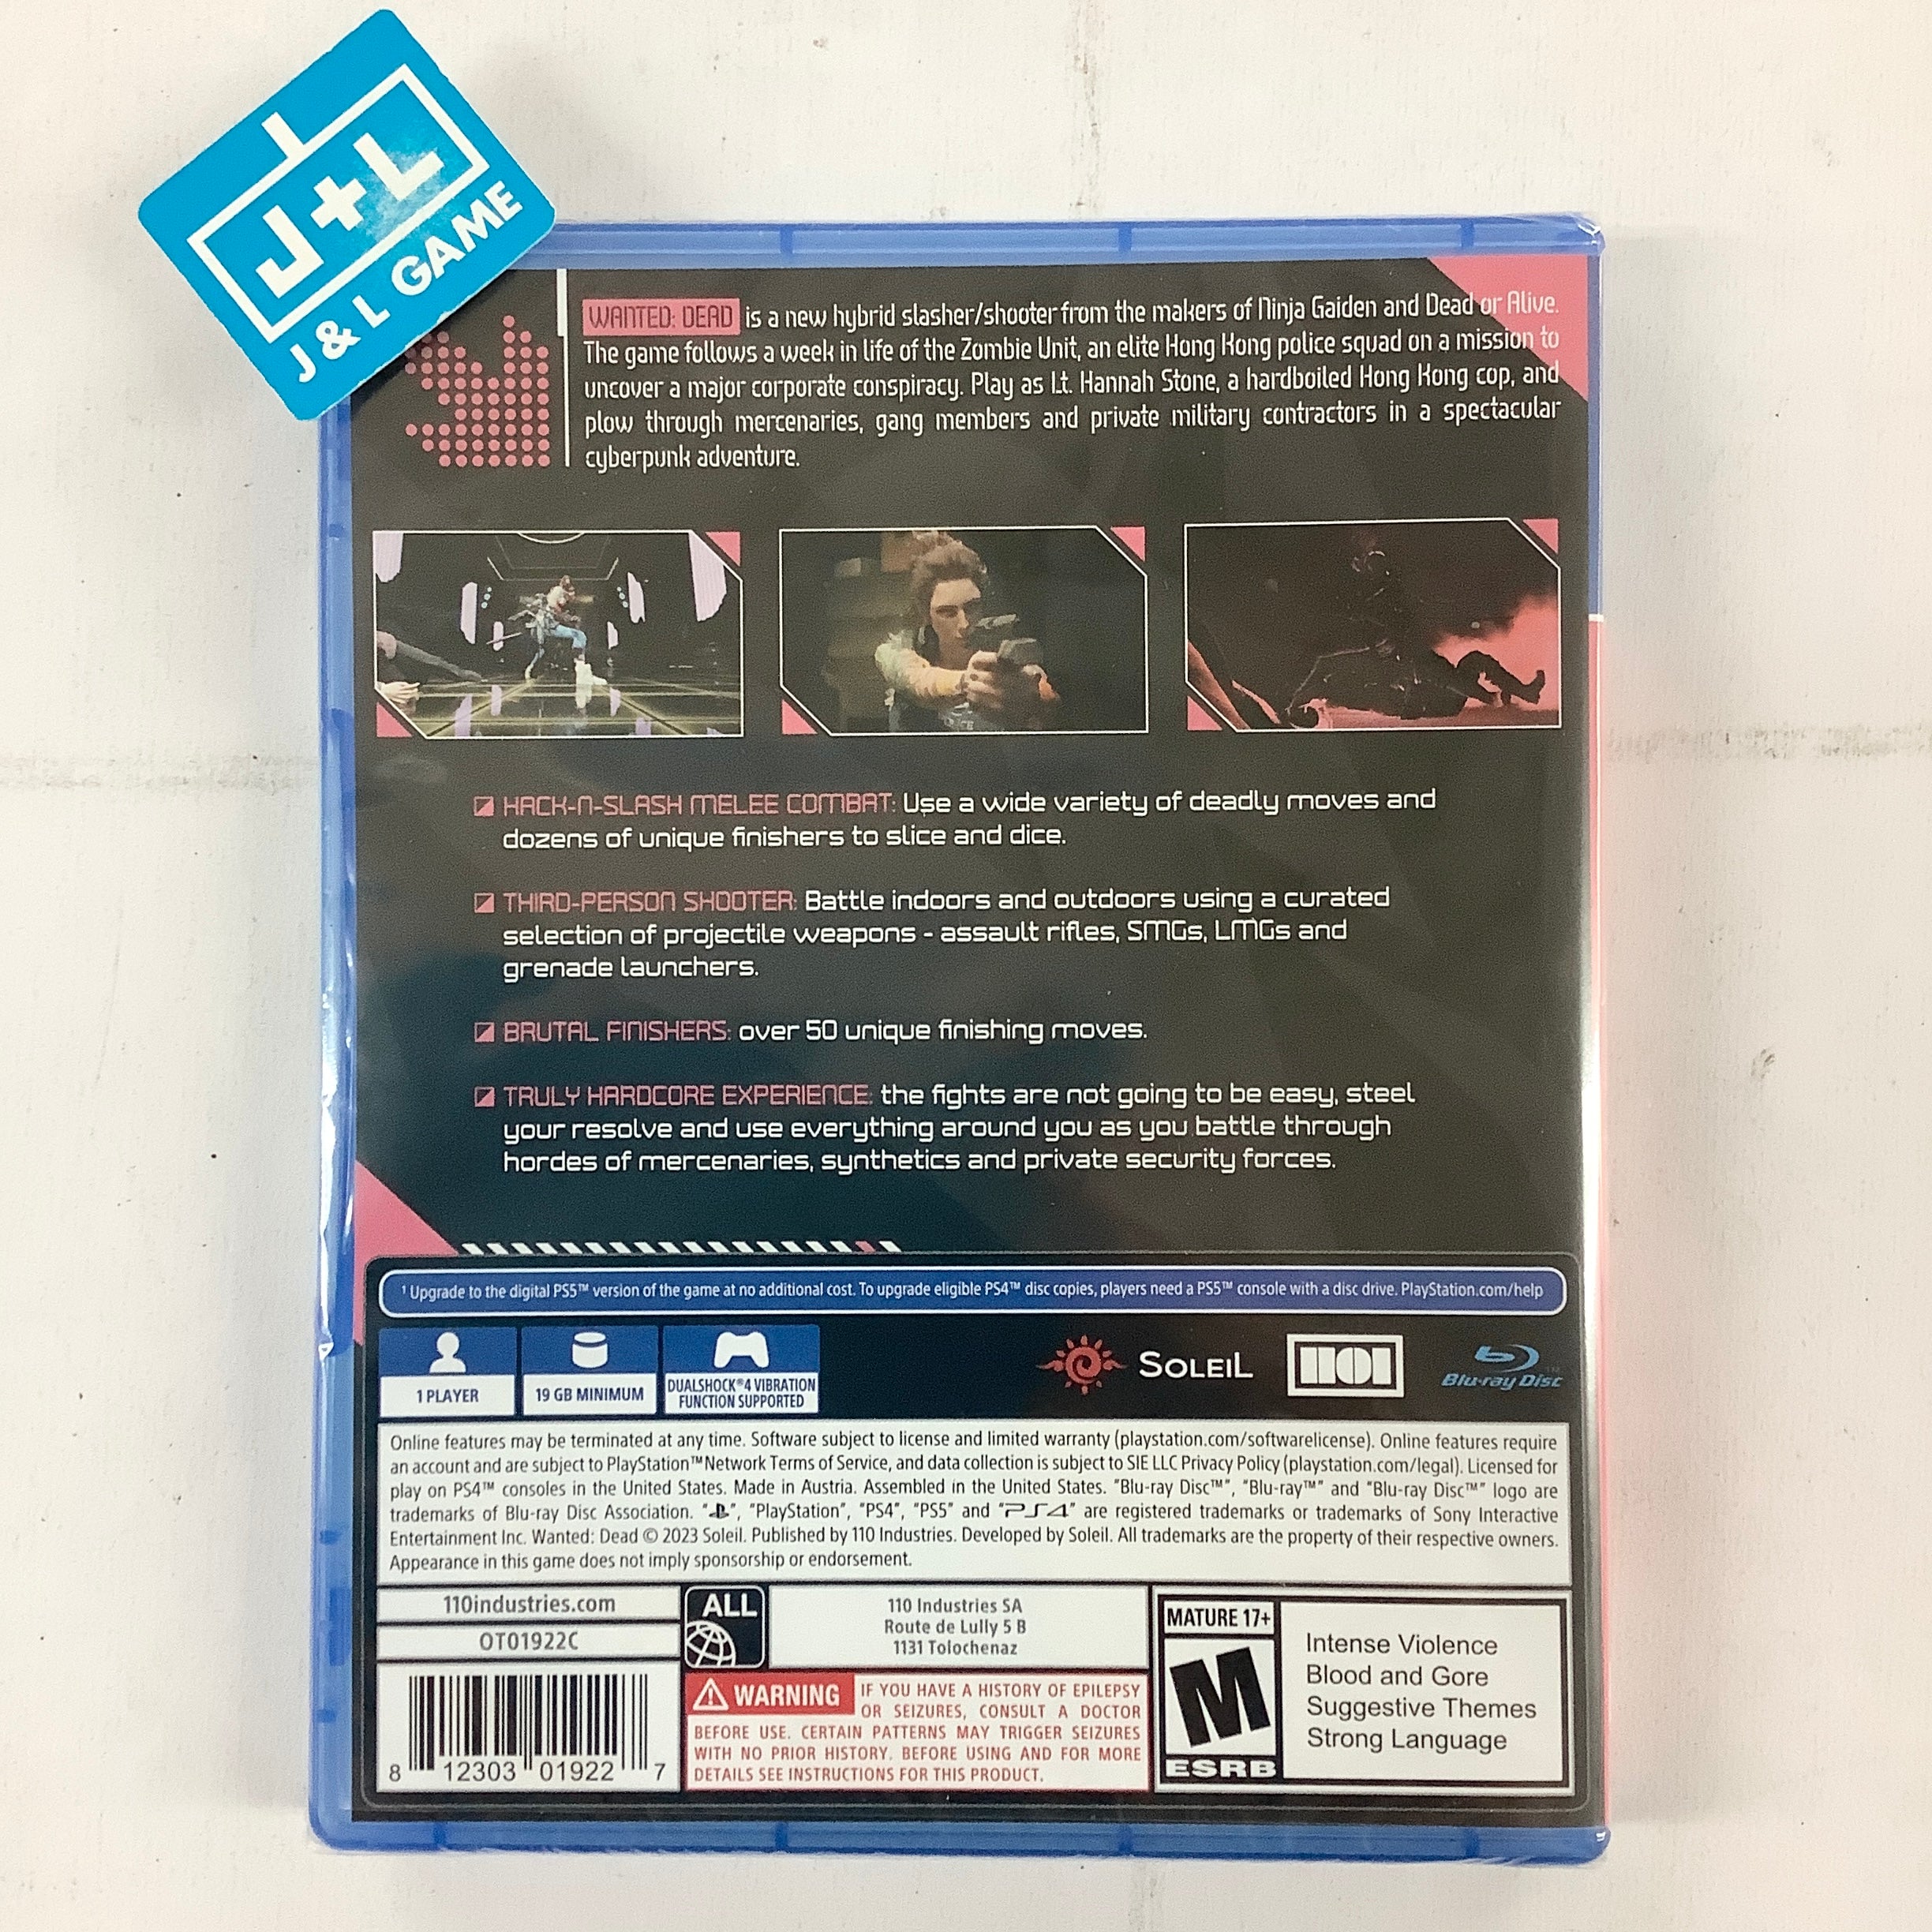 J+L
J & L GAME
WANTED: DEAD is a new hybrid slasher/shooter from the makers of Ninja Gaiden and Dead or Alive.
The game follows a week in life of the Zombie Unit, an elite Hong Kong police squad on a mission to
uncover a major corporate conspiracy. Play as Lt. Hannah Stone, a hardboiled Hong Kong cop, and
plow through mercenaries, gang members and private military contractors in a spectacular
cyberpunk adventure.
HACK-N-SLASH MELEE COMBAT: Use a wide variety of deadly moves and
dozens of unique finishers to slice and dice.
THIRD-PERSON SHOOTER: Battle indoors and outdoors using a curated
selection of projectile weapons - assault rifles, SMGs, LMGs and
grenade launchers.
BRUTAL FINISHERS: over 50 unique finishing moves.
TRULY HARDCORE EXPERIENCE: the fights are not going to be easy, steel
your resolve and use everything around you as you battle through
hordes of mercenaries, synthetics and private security forces.
¹ Upgrade to the digital PS5™ version of the game at no additional cost. To upgrade eligible PS4™ disc copies, players need a PS5™ console with a disc drive. PlayStation.com/help
1 PLAYER
19 GB MINIMUM
DUALSHOCK®4 VIBRATION
FUNCTION SUPPORTED
SOLEIL
110I
Blu-ray Disc™
Online features may be terminated at any time. Software subject to license and limited warranty (playstation.com/softwarelicense). Online features require
an account and are subject to PlayStation™Network Terms of Service, and data collection is subject to SIE LLC Privacy Policy (playstation.com/legal). Licensed for
play on PS4™ consoles in the United States. Made in Austria. Assembled in the United States. "Blu-ray Disc™", "Blu-ray™" and "Blu-ray Disc™" logo are
trademarks of Blu-ray Disc Association. "PS", "PlayStation", "PS4", "PS5" and "PS4" are registered trademarks or trademarks of Sony Interactive
Entertainment Inc. Wanted: Dead © 2023 Soleil. Published by 110 Industries. Developed by Soleil. All trademarks are the property of their respective owners.
Appearance in this game does not imply sponsorship or endorsement.
110industries.com
OT01922C
8 12303 01922 7
ALL
110 Industries SA
Route de Lully 5 B
1131 Tolochenaz
WARNING IF YOU HAVE A HISTORY OF EPILEPSY
OR SEIZURES, CONSULT A DOCTOR
BEFORE USE. CERTAIN PATTERNS MAY TRIGGER SEIZURES
WITH NO PRIOR HISTORY. BEFORE USING AND FOR MORE
DETAILS SEE INSTRUCTIONS FOR THIS PRODUCT.
MATURE 17+
M
ESRB
Intense Violence
Blood and Gore
Suggestive Themes
Strong Language